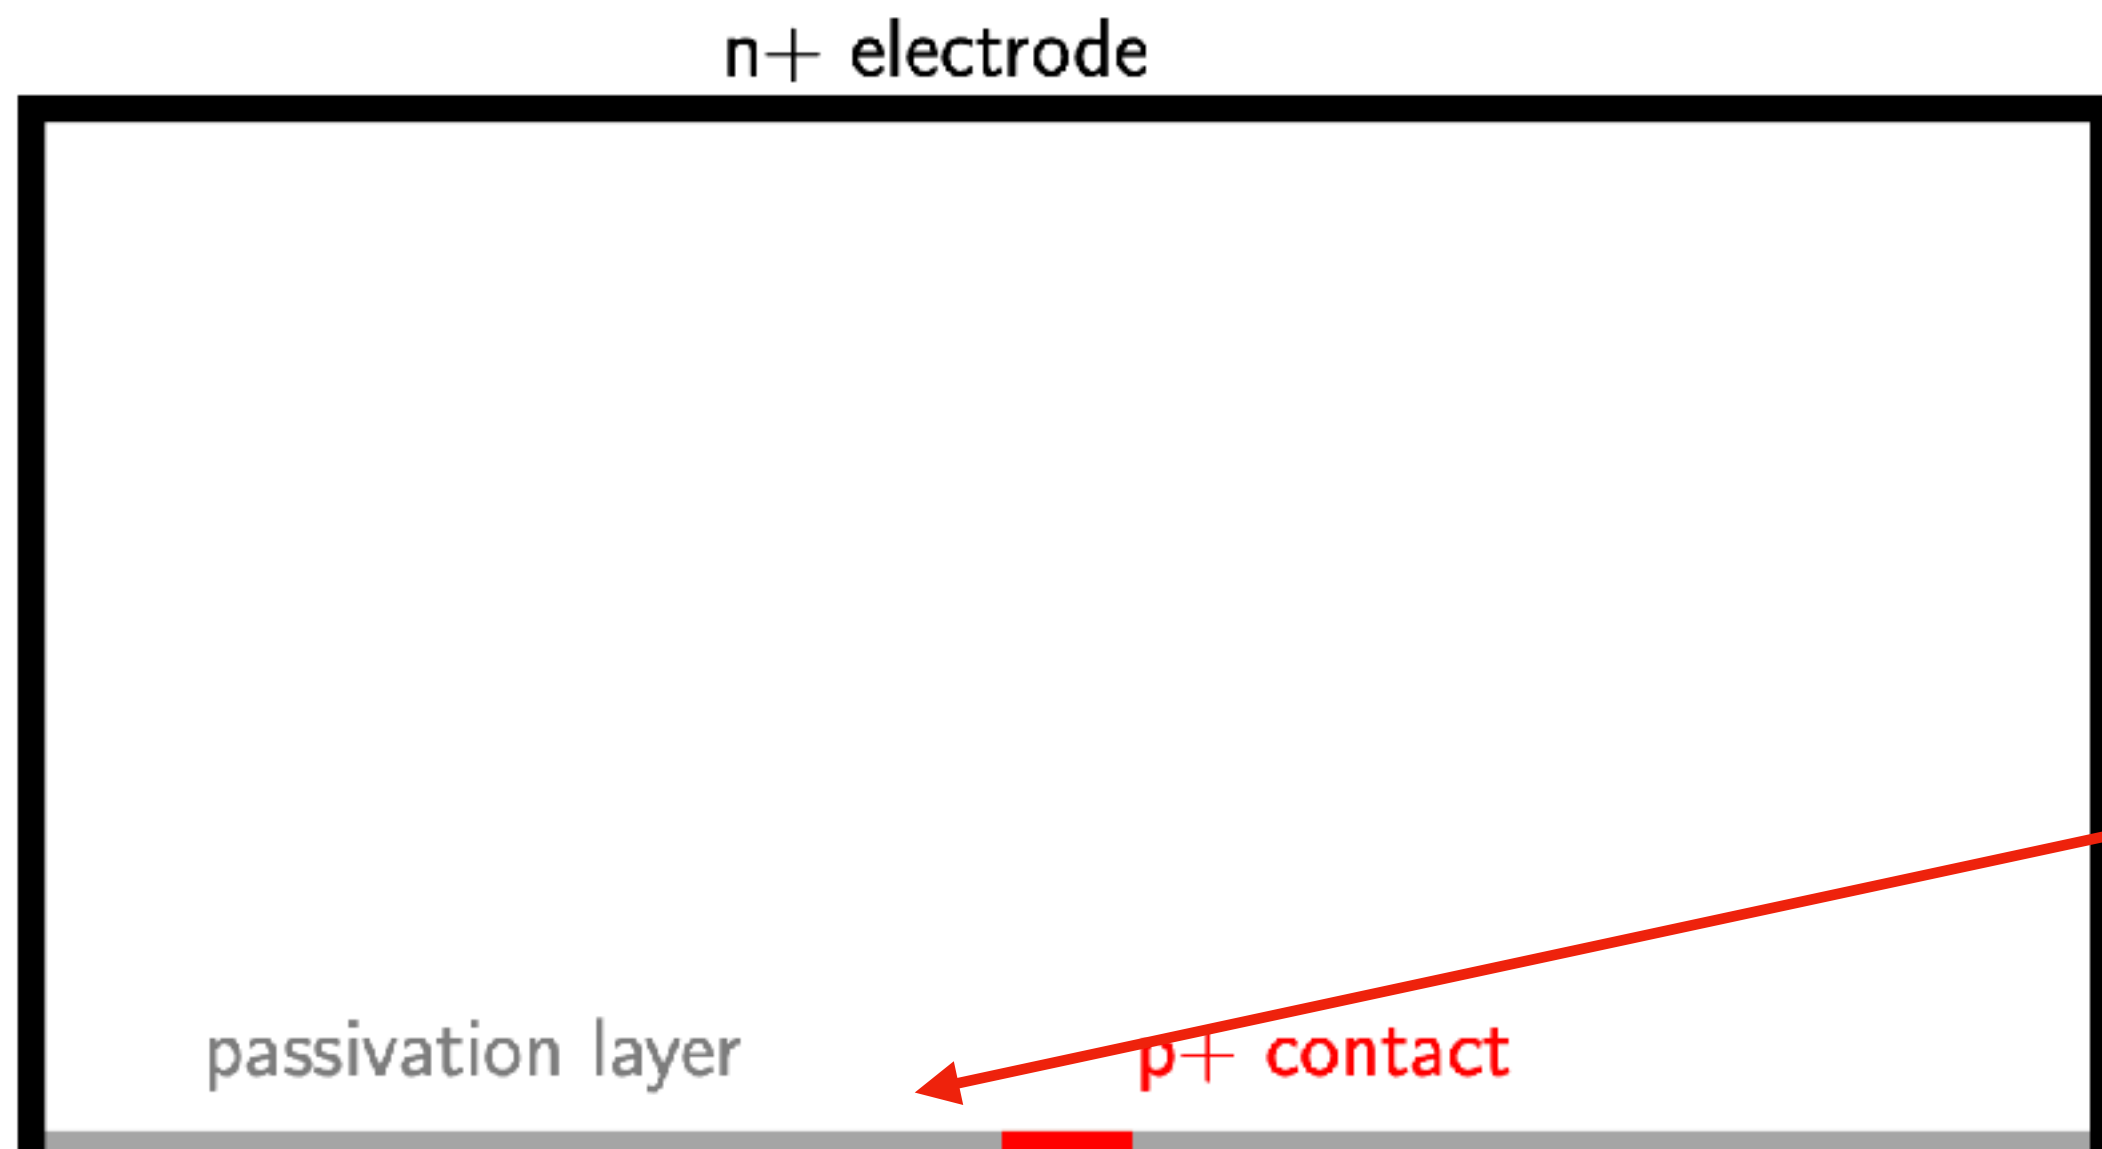 n+ electrode
passivation layer
p+ contact